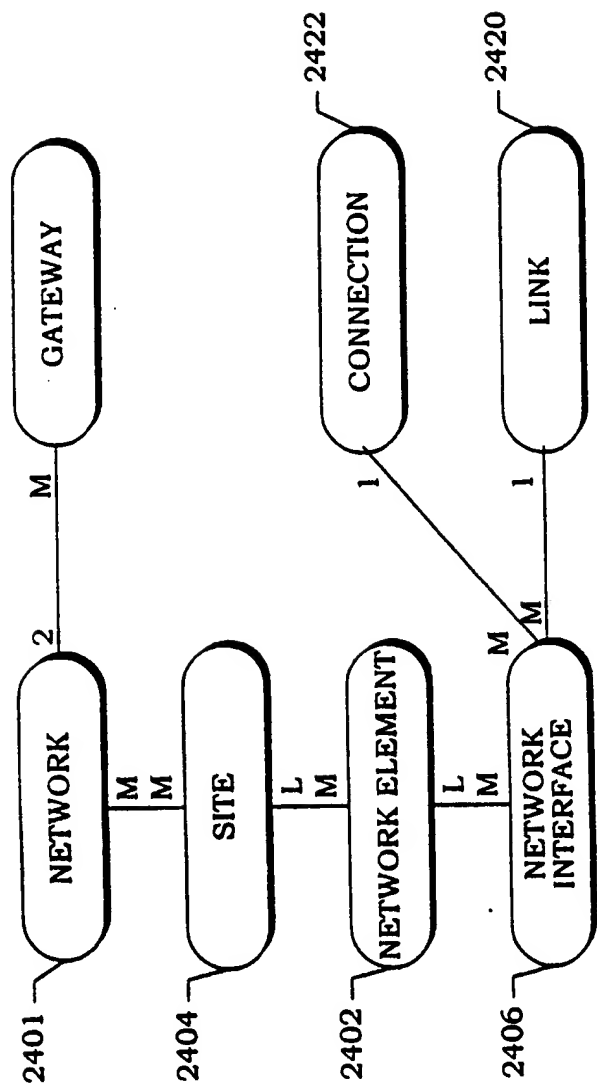 2401
NETWORK
2
M
GATEWAY
M
M
2404
SITE
L
M
2402
NETWORK ELEMENT
L
M
2406
NETWORK
INTERFACE
M
M
1
CONNECTION
2422
1
LINK
2420